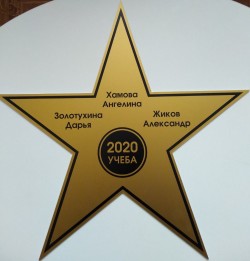 Хамова
Ангелина
Золотухина
Дарья
Жиков
Александр
2020
УЧЕБА